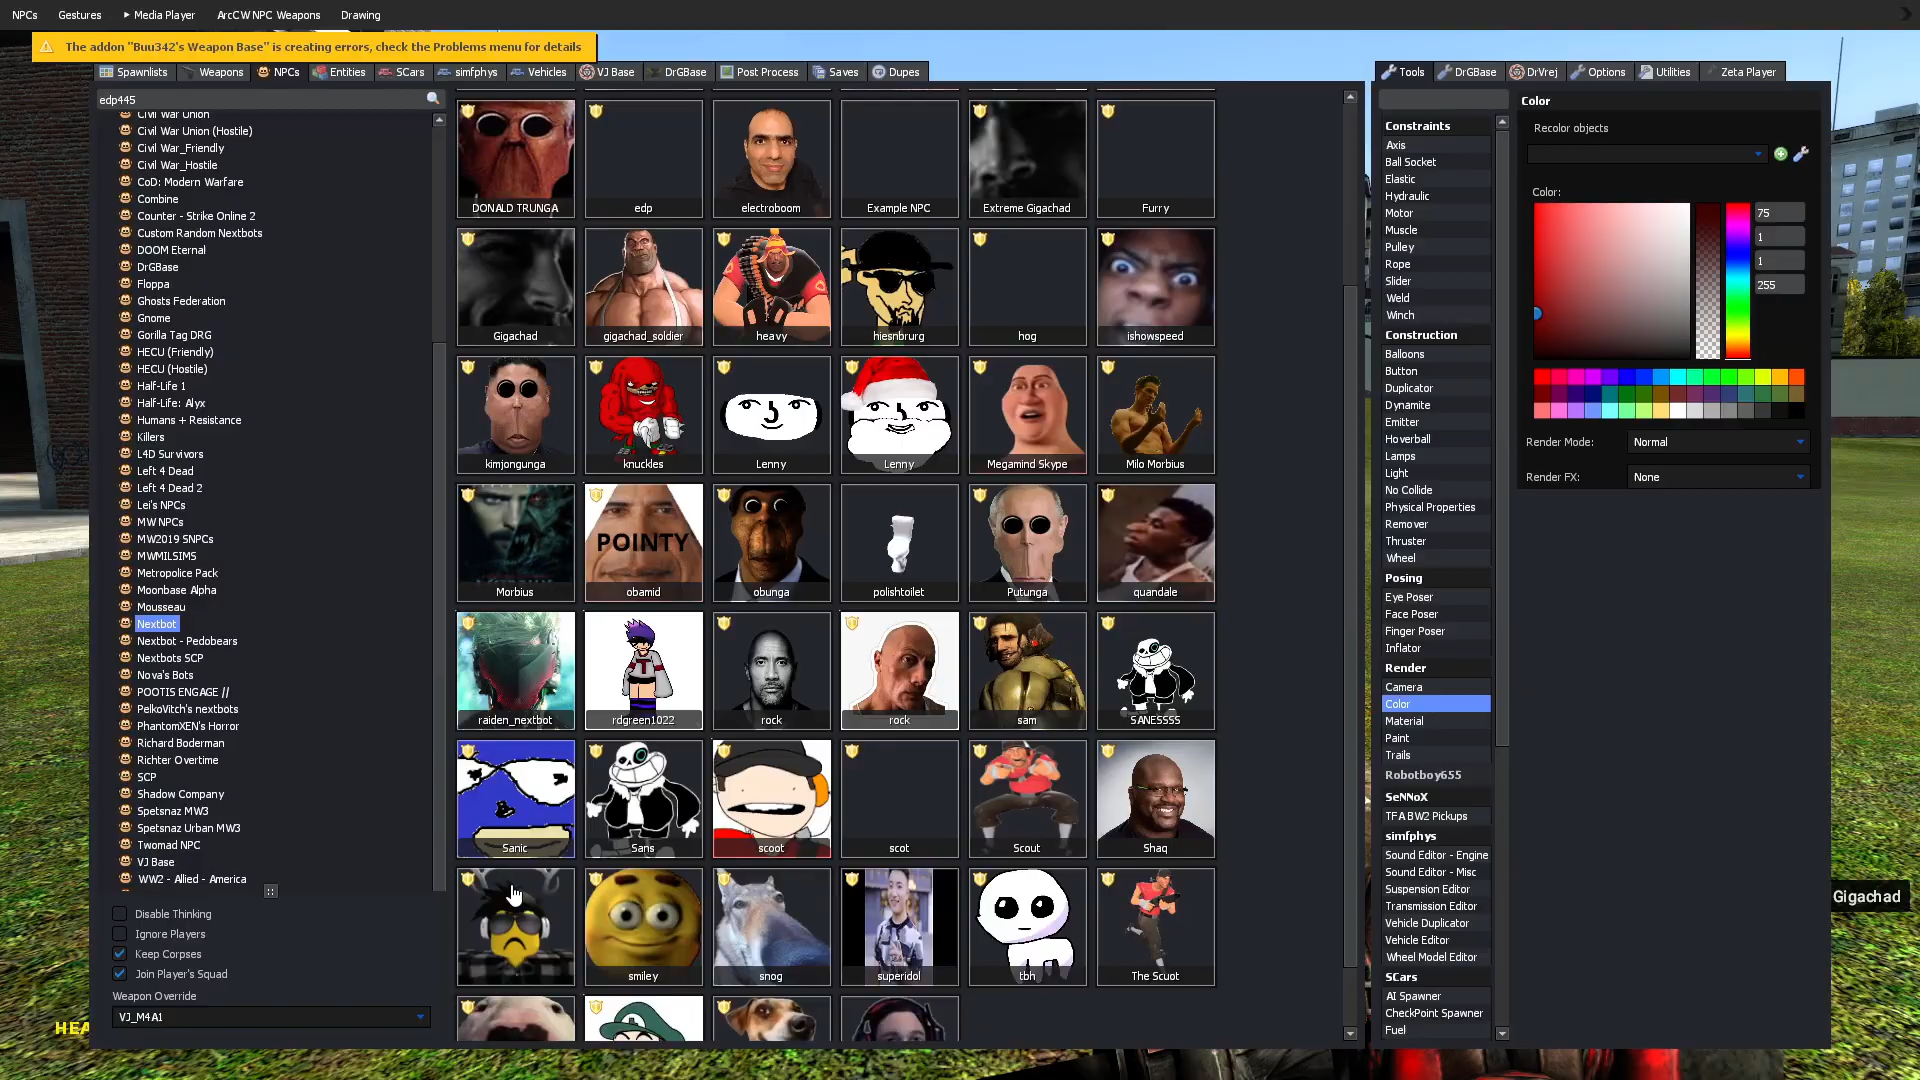 NPCs Gestures Media Player ArcCW NPC Weapons Drawing
The addon "Buu342's Weapon Base" is creating errors, check the Problems menu for details
Spawnlists Weapons NPCs Entities SCars simfphys Vehicles VJ Base DrGBase Post Process Saves Dupes
Tools DrGBase DrVrej Options Utilities Zeta Player
edp445
Civil War Union
Civil War Union (Hostile)
Civil War_Friendly
Civil War_Hostile
CoD: Modern Warfare
Combine
Counter - Strike Online 2
Custom Random Nextbots
DOOM Eternal
DrGBase
Floppa
Ghosts Federation
Gnome
Gorilla Tag DRG
HECU (Friendly)
HECU (Hostile)
Half-Life 1
Half-Life: Alyx
Humans + Resistance
Killers
L4D Survivors
Left 4 Dead
Left 4 Dead 2
Lei's NPCs
MW NPCs
MW2019 SNPCs
MWMILSIMS
Metropolice Pack
Moonbase Alpha
Mousseau
Nextbot
Nextbot - Pedobears
Nextbots SCP
Nova's Bots
POOTIS ENGAGE //
PelkoVitch's nextbots
PhantomXEN's Horror
Richard Boderman
Richter Overtime
SCP
Shadow Company
Spetsnaz MW3
Spetsnaz Urban MW3
Twomad NPC
VJ Base
WW2 - Allied - America
Disable Thinking
Ignore Players
Keep Corpses
Join Player's Squad
Weapon Override
VJ_M4A1
DONALD TRUNGA edp electroboom Example NPC Extreme Gigachad Furry
Gigachad gigachad_soldier heavy hiesnbrurg hog ishowspeed
kimjongunga knuckles Lenny Lenny Megamind Skype Milo Morbius
POINTY
Morbius obamid obunga polishtoilet Putunga quandale
T
raiden_nextbot rdgreen1022 rock rock sam SANESSSS
Sanic Sans scoot scot Scout Shaq
smiley snog superidol tbh The Scuot
Constraints
Axis
Ball Socket
Elastic
Hydraulic
Motor
Muscle
Pulley
Rope
Slider
Weld
Winch
Construction
Balloons
Button
Duplicator
Dynamite
Emitter
Hoverball
Lamps
Light
No Collide
Physical Properties
Remover
Thruster
Wheel
Posing
Eye Poser
Face Poser
Finger Poser
Inflator
Render
Camera
Color
Material
Paint
Trails
Robotboy655
SeNNoX
TFA BW2 Pickups
simfphys
Sound Editor - Engine
Sound Editor - Misc
Suspension Editor
Transmission Editor
Vehicle Duplicator
Vehicle Editor
Wheel Model Editor
SCars
AI Spawner
CheckPoint Spawner
Fuel
Color
Recolor objects
Color:
75
1
1
255
Render Mode: Normal
Render FX: None
Gigachad
HEA